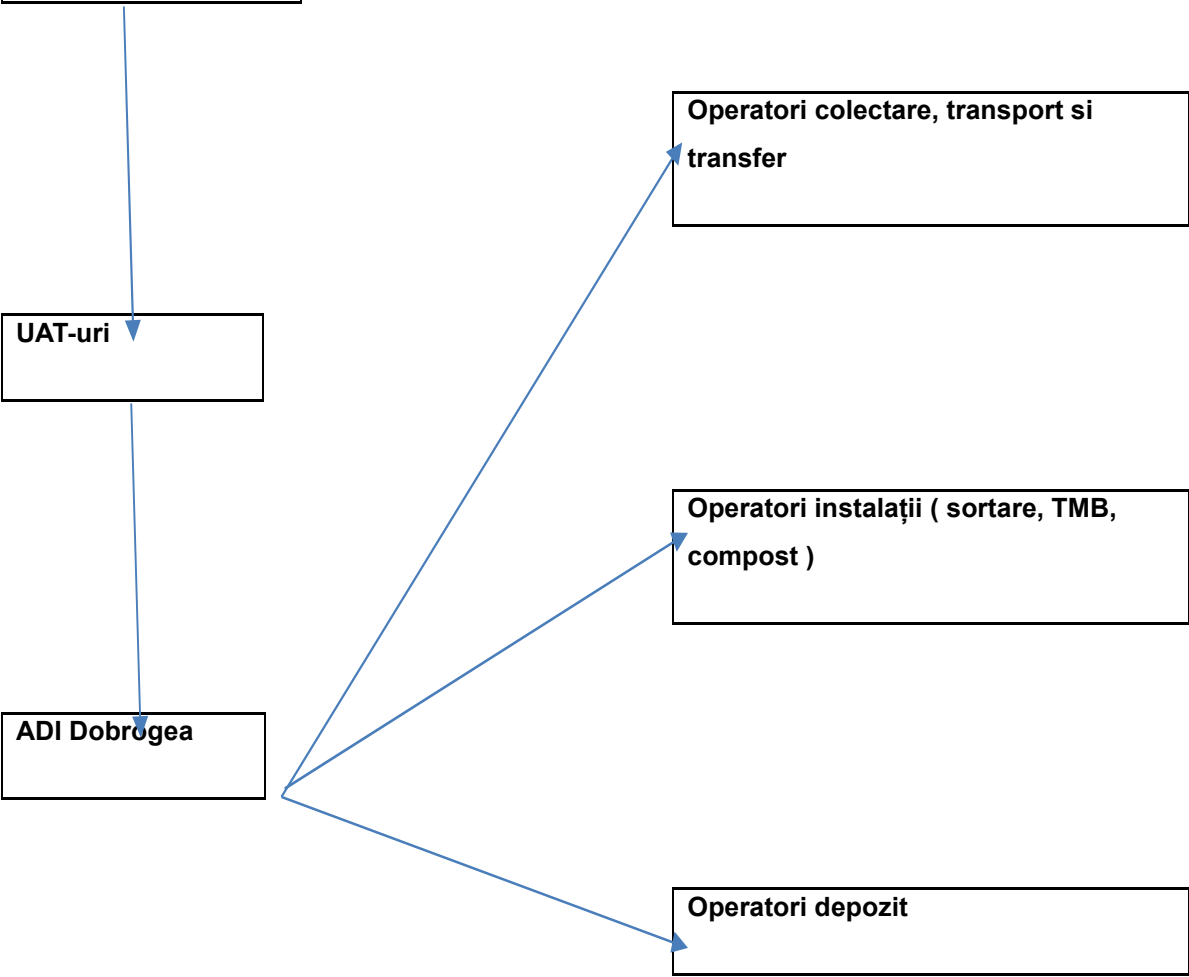 Operatori colectare, transport si
transfer
UAT-uri
Operatori instalații ( sortare, TMB,
compost )
ADI Dobrogea
Operatori depozit